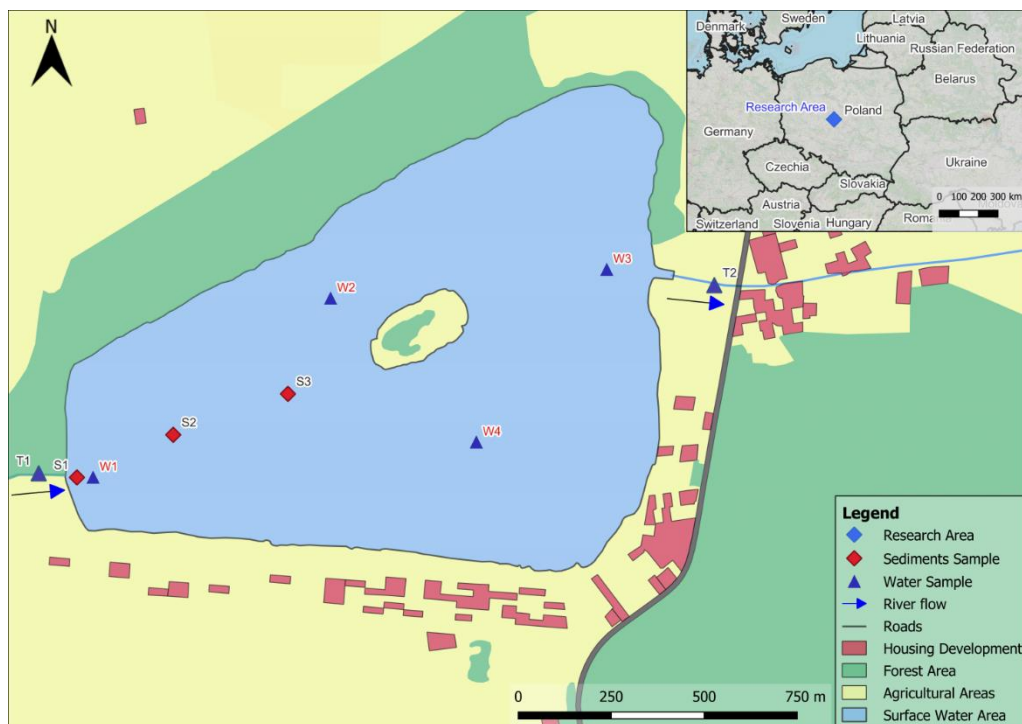 N
Denmark
Sweden
Latvia
Lithuania
Russian Federation
Belarus
Research Area
Poland
Germany
Ukraine
Czechia
Slovakia
Austria
Switzerland
Slovenia
Hungary
0 100 200 300 km
W3
T2
W2
S3
S2
W4
T1
S1
W1
Legend
Research Area
Sediments Sample
Water Sample
River flow
Roads
Housing Development
Forest Area
Agricultural Areas
Surface Water Area
0 250 500 750 m